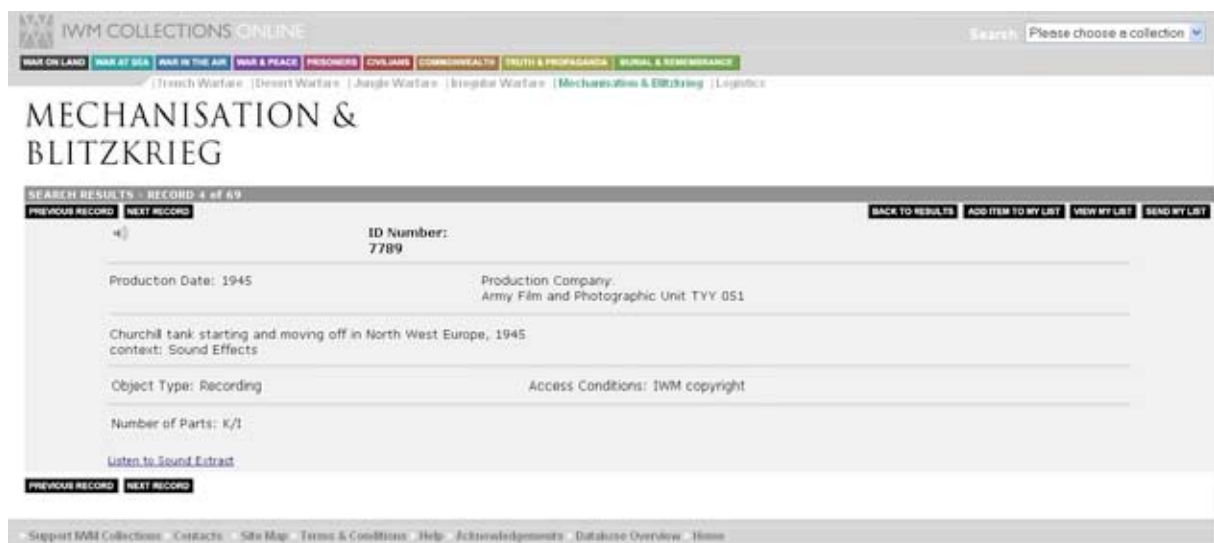 IWM COLLECTIONS ONLINE
Search Please choose a collection
WAR ON LAND WAR AT SEA WAR IN THE AIR WAR & PEACE PRISONERS CIVILIANS COMMONWEALTH TRUTH & PROPAGANDA BURIAL & REMEMBRANCE
|Trench Warfare |Desert Warfare |Jungle Warfare |Irregular Warfare |Mechanisation & Blitzkrieg |Logistics
MECHANISATION &
BLITZKRIEG
SEARCH RESULTS - RECORD 4 of 69
PREVIOUS RECORD NEXT RECORD BACK TO RESULTS ADD ITEM TO MY LIST VIEW MY LIST SEND MY LIST
ID Number:
7789
Production Date: 1945 Production Company:
Army Film and Photographic Unit TYY 051
Churchill tank starting and moving off in North West Europe, 1945
context: Sound Effects
Object Type: Recording Access Conditions: IWM copyright
Number of Parts: K/I
Listen to Sound Extract
PREVIOUS RECORD NEXT RECORD
Support IWM Collections Contacts Site Map Terms & Conditions Help Acknowledgements Database Overview Home